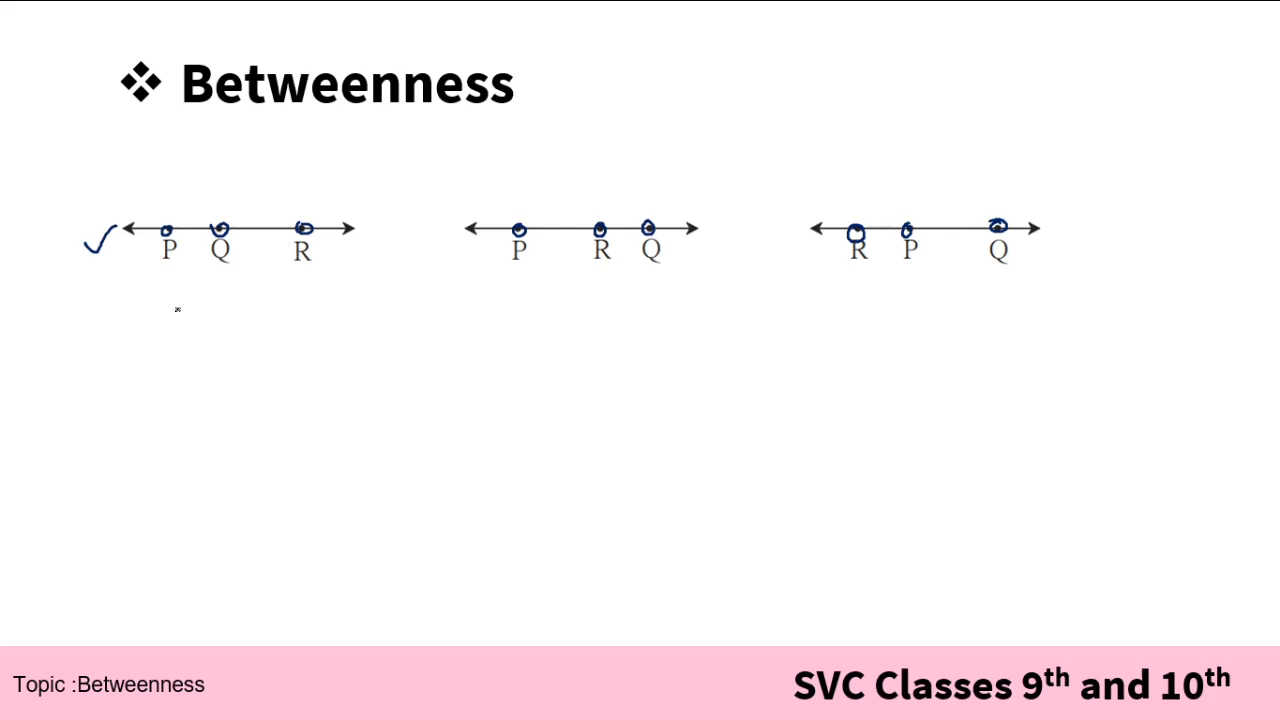 ❖ Betweenness
P Q R
P R Q
R P Q
Topic :Betweenness
SVC Classes 9th and 10th